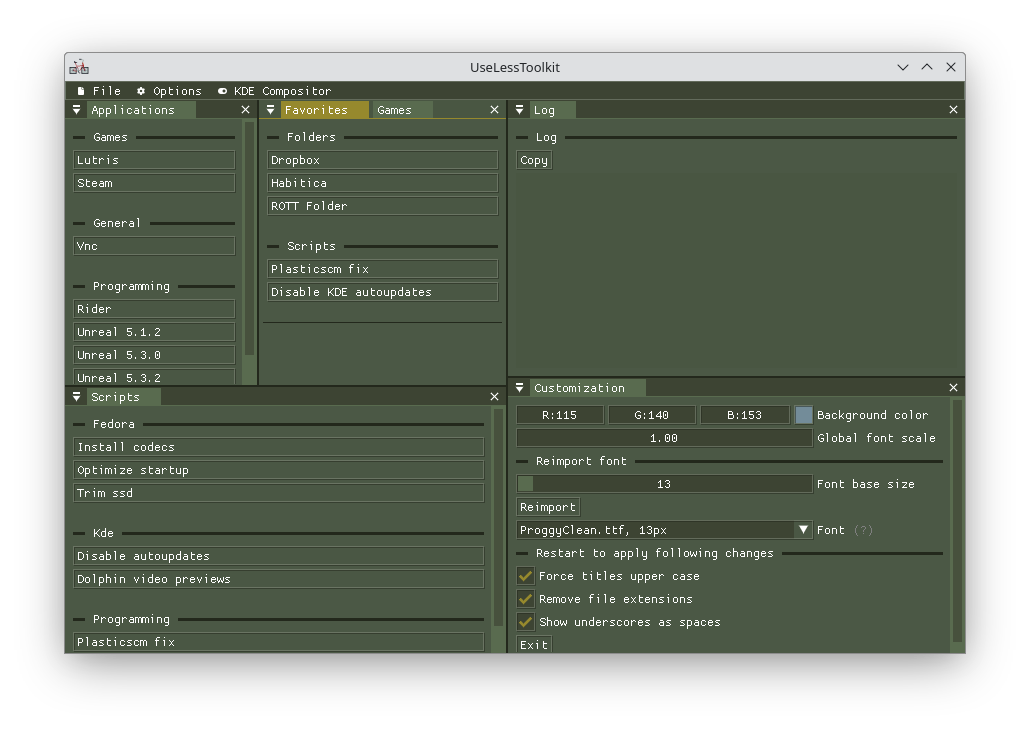 UseLessToolkit
File Options KDE Compositor
Applications
Games
Lutris
Steam
General
Vnc
Programming
Rider
Unreal 5.1.2
Unreal 5.3.0
Unreal 5.3.2
Favorites Games
Folders
Dropbox
Habitica
ROTT Folder
Scripts
Plasticscm fix
Disable KDE autoupdates
Log
Log
Copy
Scripts
Fedora
Install codecs
Optimize startup
Trim ssd
Kde
Disable autoupdates
Dolphin video previews
Programming
Plasticscm fix
Customization
R:115 G:140 B:153 Background color
1.00 Global font scale
Reimport font
13 Font base size
Reimport
ProggyClean.ttf, 13px Font (?)
Restart to apply following changes
Force titles upper case
Remove file extensions
Show underscores as spaces
Exit